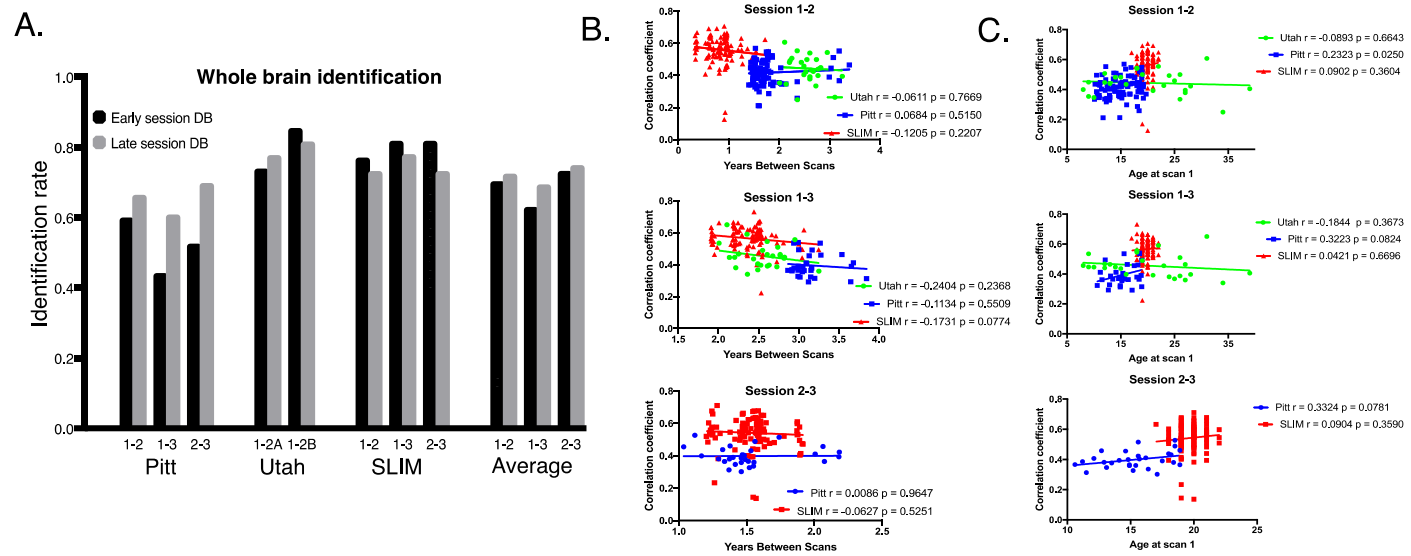 A.
Whole brain identification
Early session DB
Late session DB
Identification rate
1.0
0.8
0.6
0.4
0.2
0.0
1-2 1-3 2-3 1-2A 1-2B 1-2 1-3 2-3 1-2 1-3 2-3
Pitt Utah SLIM Average
B.
Session 1-2
Correlation coefficient
0.8
0.6
0.4
0.2
0.0
Utah r = -0.0611 p = 0.7669
Pitt r = 0.0684 p = 0.5150
SLIM r = -0.1205 p = 0.2207
0 1 2 3 4
Years Between Scans
Session 1-3
Correlation coefficient
0.8
0.6
0.4
0.2
0.0
Utah r = -0.2404 p = 0.2368
Pitt r = -0.1134 p = 0.5509
SLIM r = -0.1731 p = 0.0774
1.5 2.0 2.5 3.0 3.5 4.0
Years Between Scans
Session 2-3
Correlation coefficient
0.8
0.6
0.4
0.2
0.0
Pitt r = 0.0086 p = 0.9647
SLIM r = -0.0627 p = 0.5251
1.0 1.5 2.0 2.5
Years Between Scans
C.
Session 1-2
Correlation coefficient
0.8
0.6
0.4
0.2
0.0
Utah r = -0.0893 p = 0.6643
Pitt r = 0.2323 p = 0.0250
SLIM r = 0.0902 p = 0.3604
5 15 25 35
Age at scan 1
Session 1-3
Correlation coefficient
0.8
0.6
0.4
0.2
0.0
Utah r = -0.1844 p = 0.3673
Pitt r = 0.3223 p = 0.0824
SLIM r = 0.0421 p = 0.6696
5 15 25 35
Age at scan 1
Session 2-3
Correlation coefficient
0.8
0.6
0.4
0.2
0.0
Pitt r = 0.3324 p = 0.0781
SLIM r = 0.0904 p = 0.3590
10 15 20 25
Age at scan 1